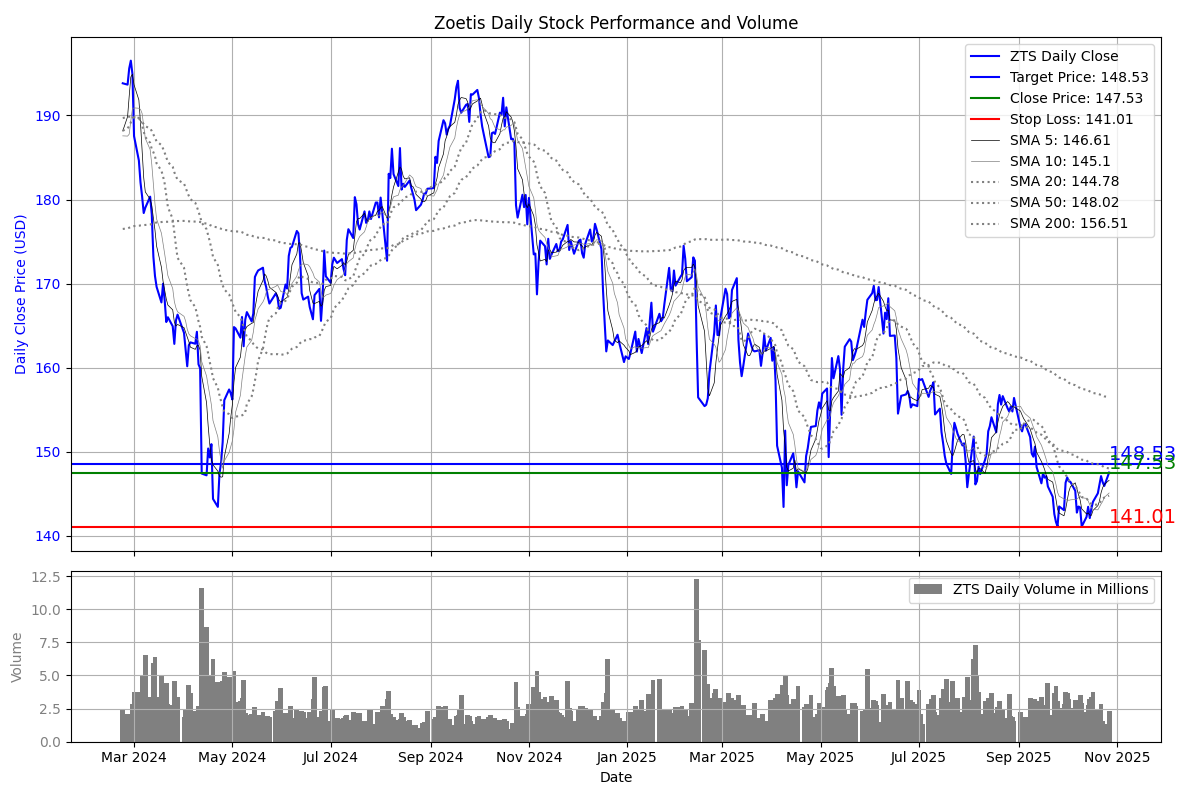 Zoetis Daily Stock Performance and Volume
Daily Close Price (USD)
190
180
170
160
150
140
ZTS Daily Close
Target Price: 148.53
Close Price: 147.53
Stop Loss: 141.01
SMA 5: 146.61
SMA 10: 145.1
SMA 20: 144.78
SMA 50: 148.02
SMA 200: 156.51
148.53
147.53
141.01
Volume
12.5
10.0
7.5
5.0
2.5
0.0
ZTS Daily Volume in Millions
Mar 2024 May 2024 Jul 2024 Sep 2024 Nov 2024 Jan 2025 Mar 2025 May 2025 Jul 2025 Sep 2025 Nov 2025
Date